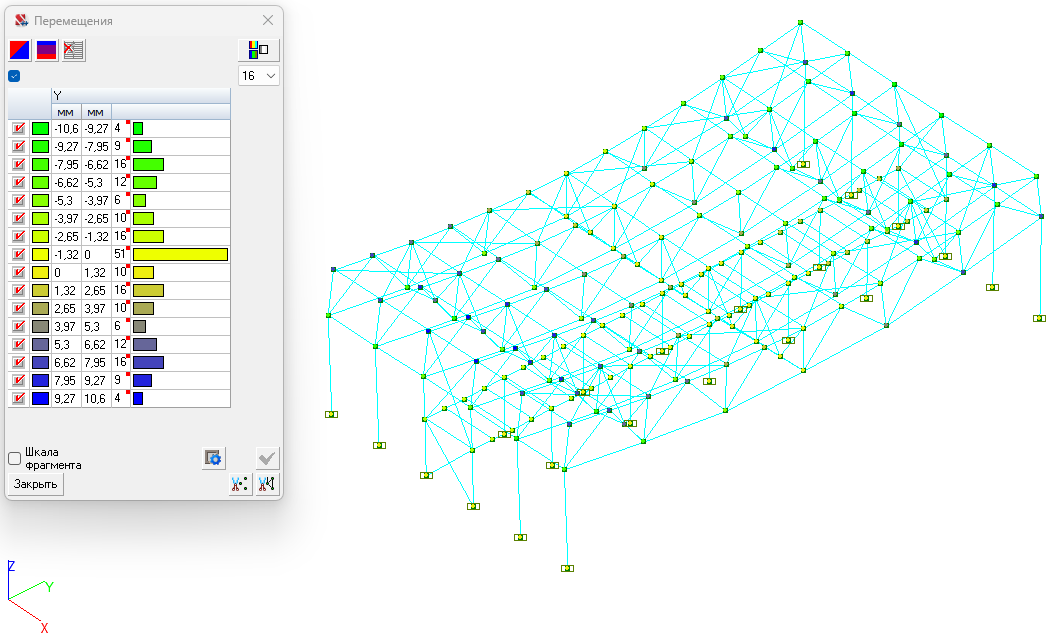 Перемещения
16
Y
мм мм
-10,6 -9,27 4
-9,27 -7,95 9
-7,95 -6,62 16
-6,62 -5,3 12
-5,3 -3,97 6
-3,97 -2,65 10
-2,65 -1,32 16
-1,32 0 51
0 1,32 10
1,32 2,65 16
2,65 3,97 10
3,97 5,3 6
5,3 6,62 12
6,62 7,95 16
7,95 9,27 9
9,27 10,6 4
Шкала
фрагмента
Закрыть
Z
Y
X